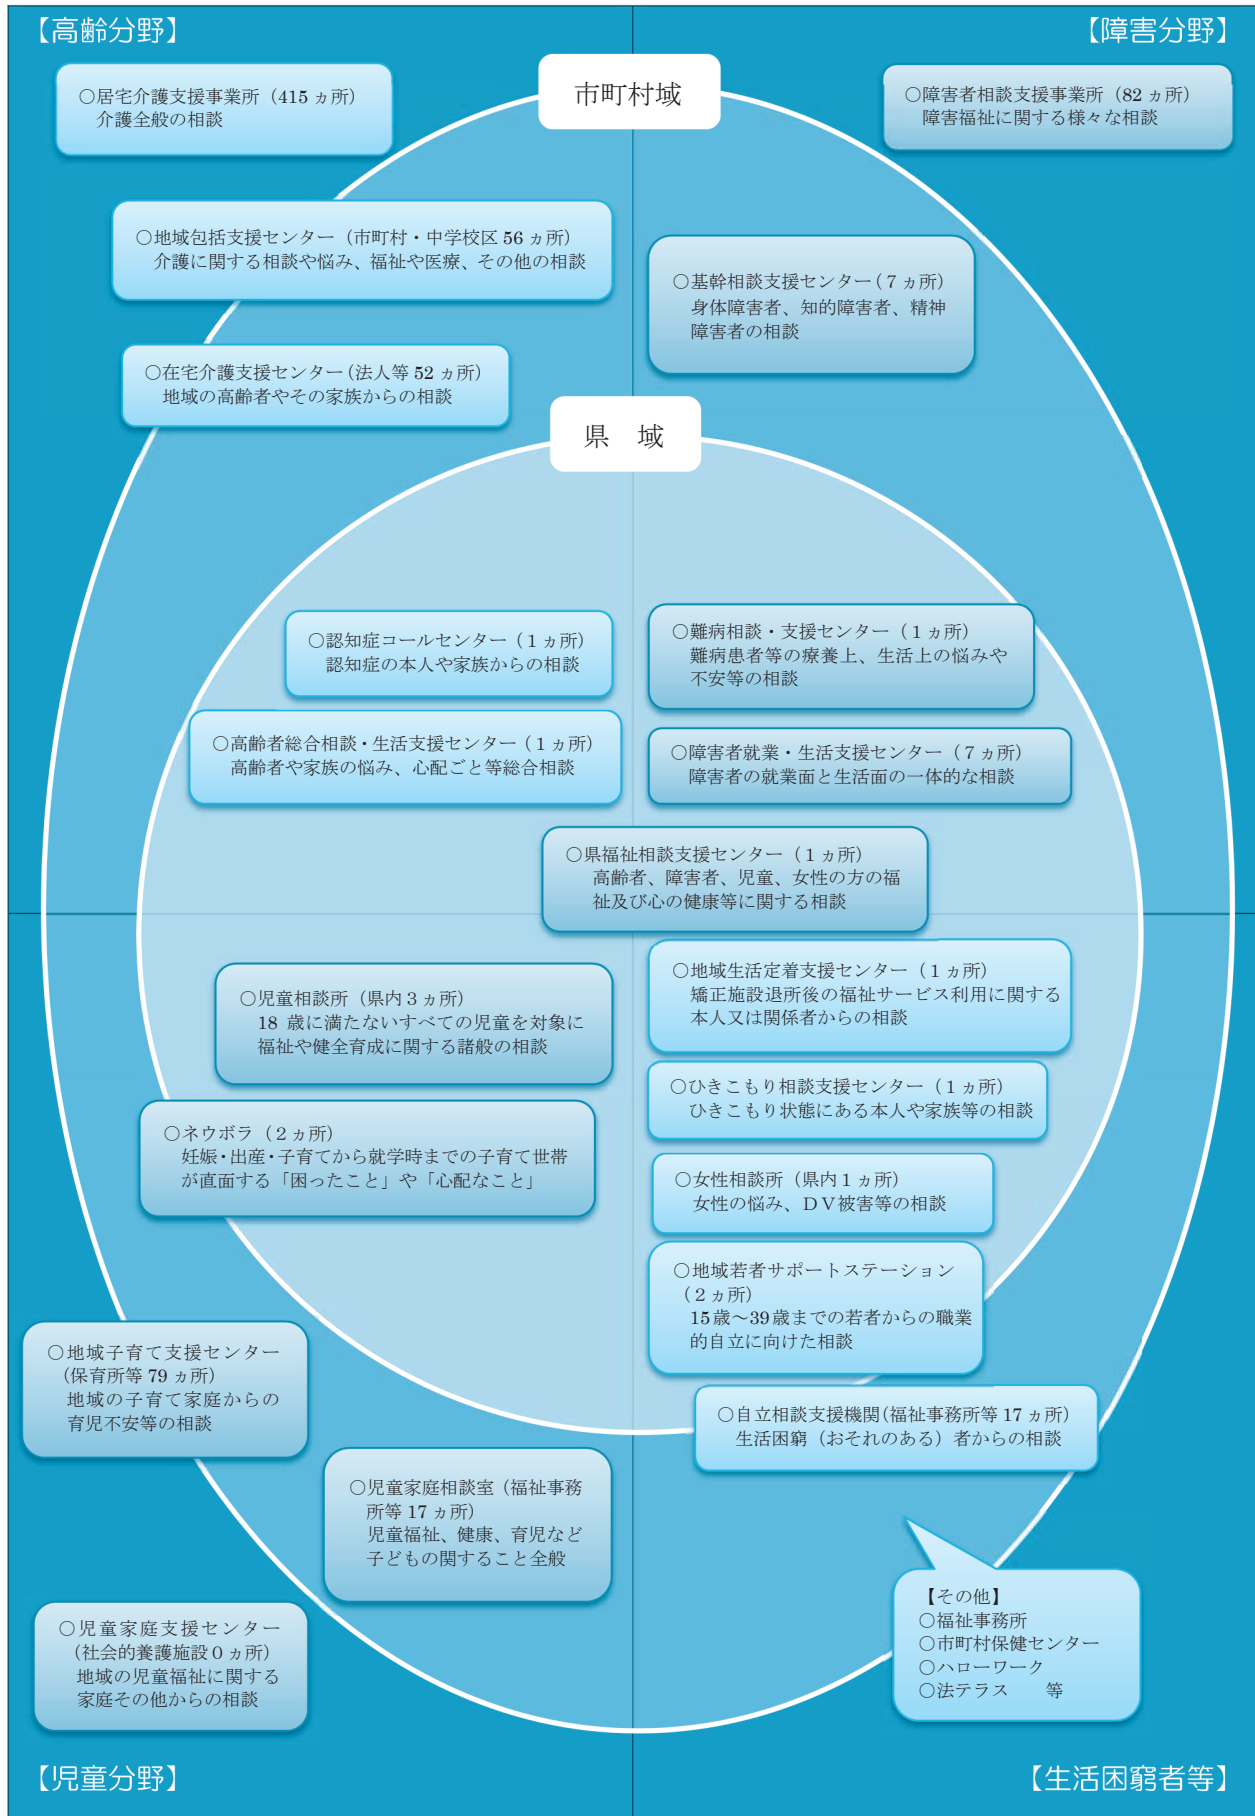 【高齢分野】
【障害分野】
市町村域
○居宅介護支援事業所（415ヵ所）
介護全般の相談
○障害者相談支援事業所（82ヵ所）
障害福祉に関する様々な相談
○地域包括支援センター（市町村・中学校区56ヵ所）
介護に関する相談や悩み、福祉や医療、その他の相談
○基幹相談支援センター（７ヵ所）
身体障害者、知的障害者、精神
障害者の相談
○在宅介護支援センター（法人等52ヵ所）
地域の高齢者やその家族からの相談
県　域
○認知症コールセンター（１ヵ所）
認知症の本人や家族からの相談
○難病相談・支援センター（１ヵ所）
難病患者等の療養上、生活上の悩みや
不安等の相談
○高齢者総合相談・生活支援センター（１ヵ所）
高齢者や家族の悩み、心配ごと等総合相談
○障害者就業・生活支援センター（７ヵ所）
障害者の就業面と生活面の一体的な相談
○県福祉相談支援センター（１ヵ所）
高齢者、障害者、児童、女性の方の福
祉及び心の健康等に関する相談
○児童相談所（県内３ヵ所）
18歳に満たないすべての児童を対象に
福祉や健全育成に関する諸般の相談
○地域生活定着支援センター（１ヵ所）
矯正施設退所後の福祉サービス利用に関する
本人又は関係者からの相談
○ひきこもり相談支援センター（１ヵ所）
ひきこもり状態にある本人や家族等の相談
○ネウボラ（２ヵ所）
妊娠・出産・子育てから就学時までの子育て世帯
が直面する「困ったこと」や「心配なこと」
○女性相談所（県内１ヵ所）
女性の悩み、ＤＶ被害等の相談
○地域若者サポートステーション
（２ヵ所）
15歳～39歳までの若者からの職業
的自立に向けた相談
○地域子育て支援センター
（保育所等79ヵ所）
地域の子育て家庭からの
育児不安等の相談
○自立相談支援機関（福祉事務所等17ヵ所）
生活困窮（おそれのある）者からの相談
○児童家庭相談室（福祉事務
所等17ヵ所）
児童福祉、健康、育児など
子どもの関すること全般
○児童家庭支援センター
（社会的養護施設０ヵ所）
地域の児童福祉に関する
家庭その他からの相談
【その他】
○福祉事務所
○市町村保健センター
○ハローワーク
○法テラス　　等
【児童分野】
【生活困窮者等】